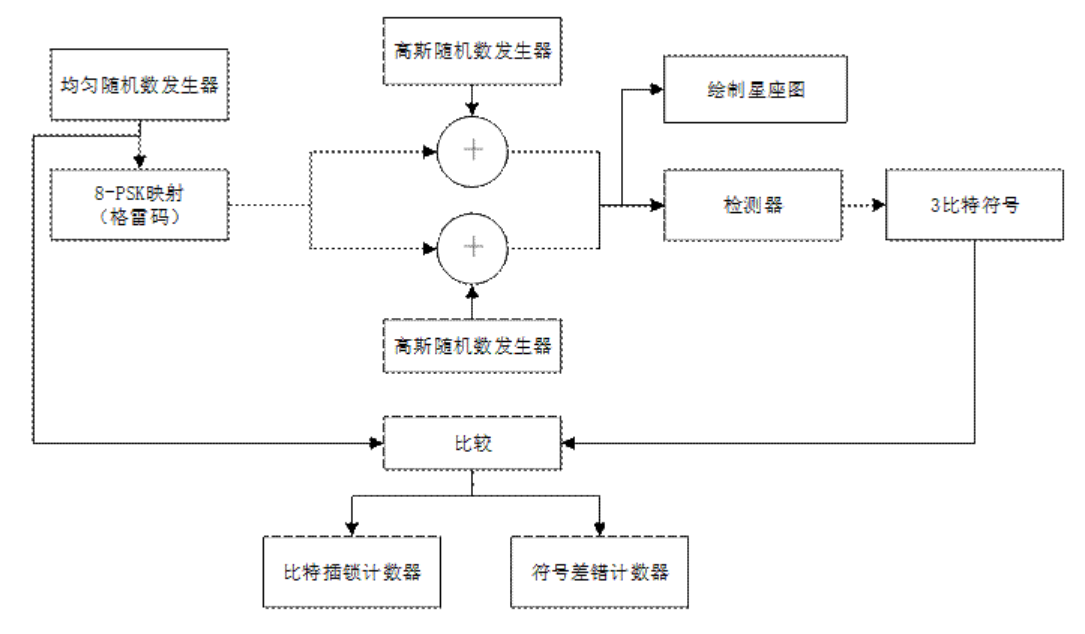 高斯随机数发生器
均匀随机数发生器
绘制星座图
8-PSK映射
（格雷码）
检测器
3比特符号
高斯随机数发生器
比较
比特插锁计数器
符号差错计数器